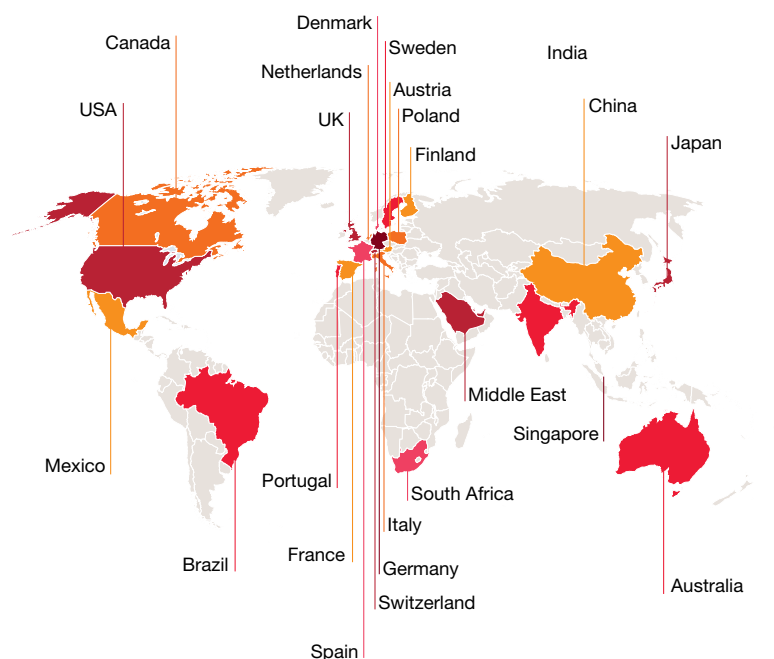 Denmark
Canada
Sweden
India
Netherlands
Austria
USA
China
UK
Poland
Japan
Finland
Middle East
Singapore
Mexico
Portugal
South Africa
Italy
France
Brazil
Germany
Australia
Switzerland
Spain